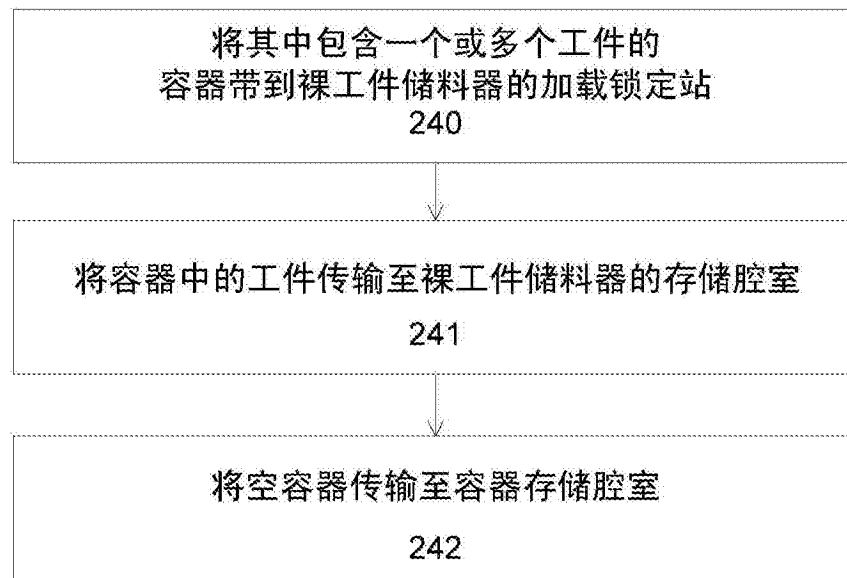 将其中包含一个或多个工件的
容器带到裸工件储料器的加载锁定站
240
将容器中的工件传输至裸工件储料器的存储腔室
241
将空容器传输至容器存储腔室
242